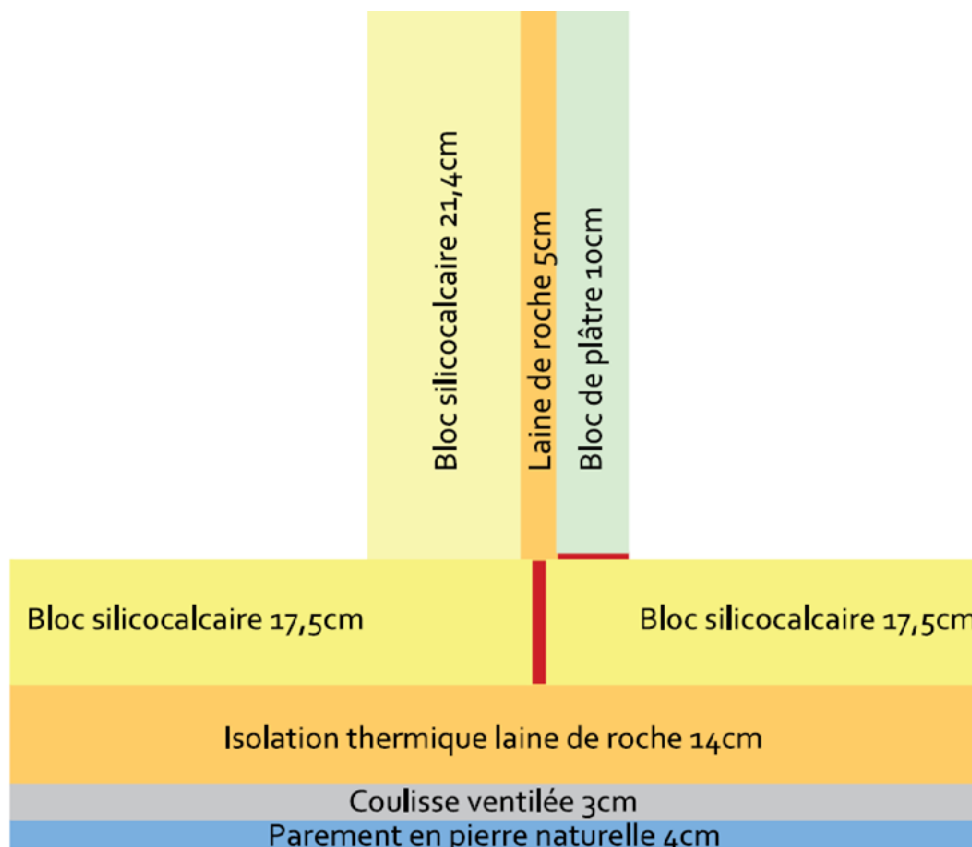 Bloc silicocalcaire 21,4cm
Laine de roche 5cm
Bloc de plâtre 10cm
Bloc silicocalcaire 17,5cm
Bloc silicocalcaire 17,5cm
Isolation thermique laine de roche 14cm
Coulisse ventilée 3cm
Parement en pierre naturelle 4cm